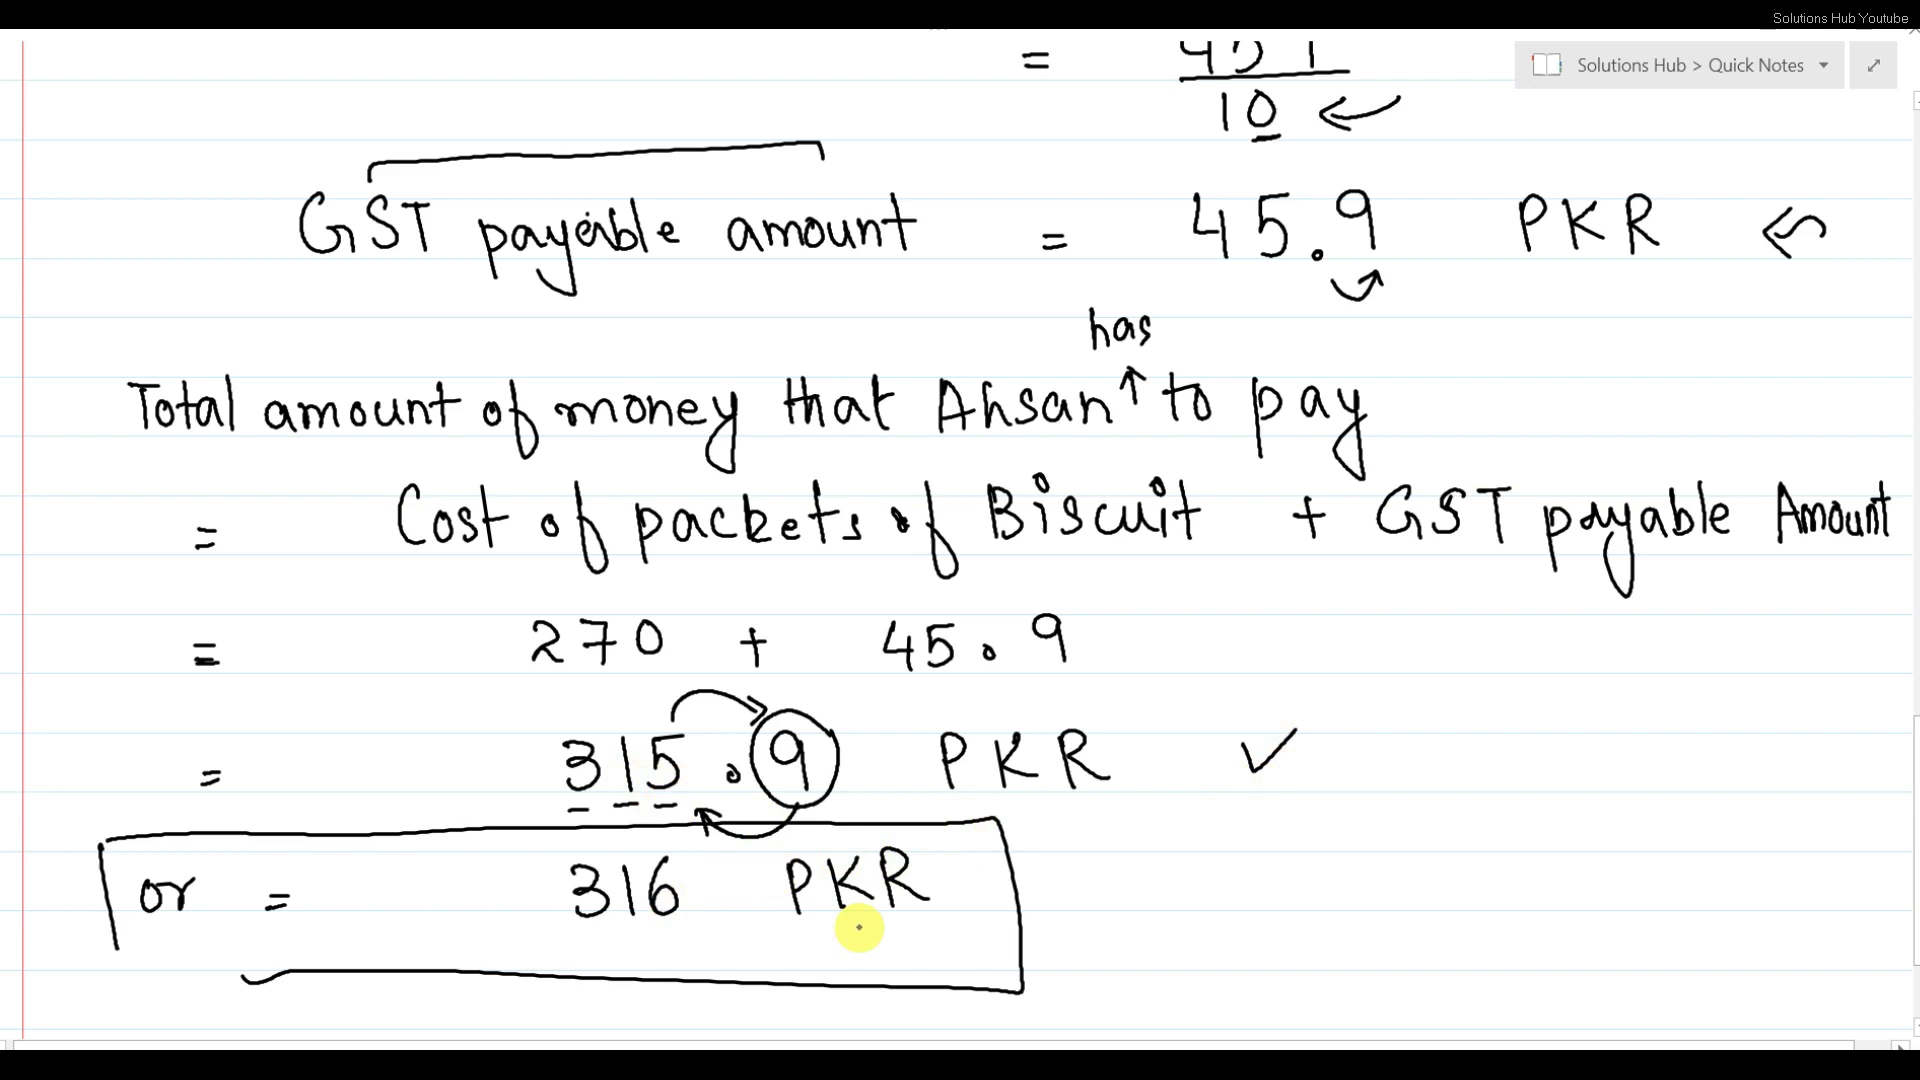 Solutions Hub Youtube
Solutions Hub > Quick Notes
=
10
GST payable amount = 45.9 PKR
has
Total amount of money that Ahsan to pay
= Cost of packets of Biscuit + GST payable Amount
= 270 + 45.9
= 315.9 PKR
or = 316 PKR